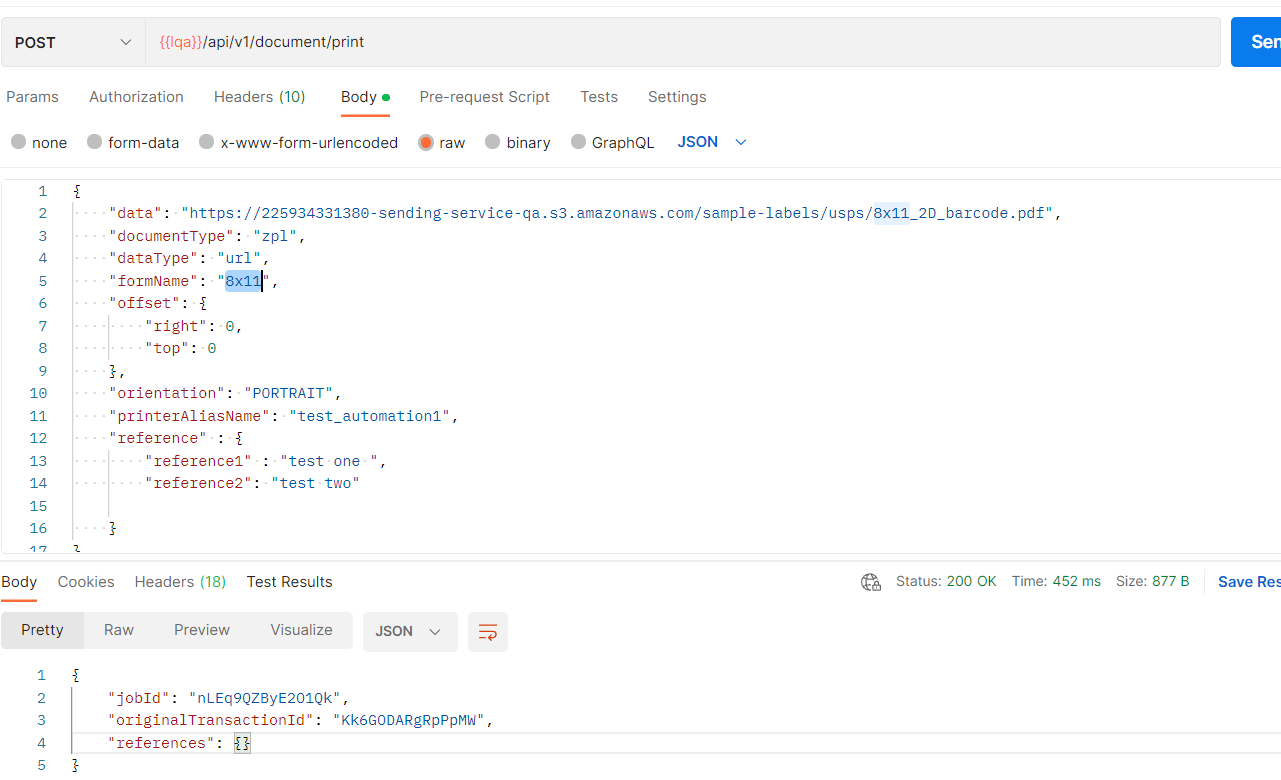 POST {{lqa}}/api/v1/document/print
Params Authorization Headers (10) Body Pre-request Script Tests Settings
none form-data x-www-form-urlencoded raw binary GraphQL JSON
1 {
2 "data": "https://225934331380-sending-service-qa.s3.amazonaws.com/sample-labels/usps/8x11_2D_barcode.pdf",
3 "documentType": "zpl",
4 "dataType": "url",
5 "formName": "8x11",
6 "offset": {
7 "right": 0,
8 "top": 0
9 },
10 "orientation": "PORTRAIT",
11 "printerAliasName": "test_automation1",
12 "reference" : {
13 "reference1" : "test one ",
14 "reference2": "test two"
15
16 }
17 }
Body Cookies Headers (18) Test Results Status: 200 OK Time: 452 ms Size: 877 B Save Res
Pretty Raw Preview Visualize JSON
1 {
2 "jobId": "nLEq9QZByE2O1Qk",
3 "originalTransactionId": "Kk6GODARgRpPpMW",
4 "references": {}
5 }